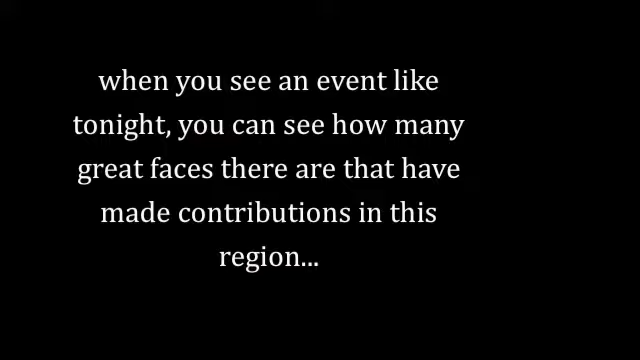 when you see an event like
tonight, you can see how many
great faces there are that have
made contributions in this
region...